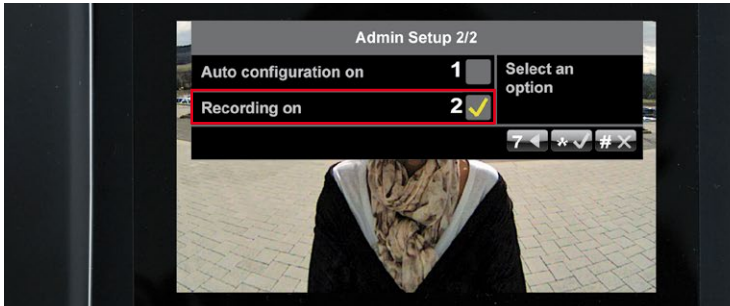 Admin Setup 2/2
Auto configuration on 1
Select an
option
Recording on 2
7 * #